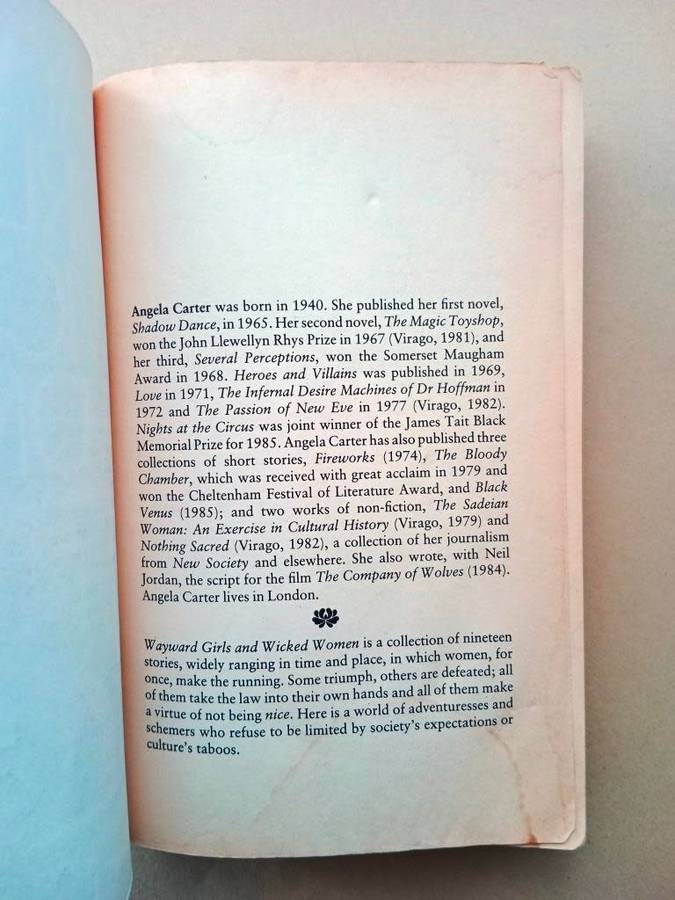 Angela Carter was born in 1940. She published her first novel,
Shadow Dance, in 1965. Her second novel, The Magic Toyshop,
won the John Llewellyn Rhys Prize in 1967 (Virago, 1981), and
her third, Several Perceptions, won the Somerset Maugham
Award in 1968. Heroes and Villains was published in 1969,
Love in 1971, The Infernal Desire Machines of Dr Hoffman in
1972 and The Passion of New Eve in 1977 (Virago, 1982).
Nights at the Circus was joint winner of the James Tait Black
Memorial Prize for 1985. Angela Carter has also published three
collections of short stories, Fireworks (1974), The Bloody
Chamber, which was received with great acclaim in 1979 and
won the Cheltenham Festival of Literature Award, and Black
Venus (1985); and two works of non-fiction, The Sadeian
Woman: An Exercise in Cultural History (Virago, 1979) and
Nothing Sacred (Virago, 1982), a collection of her journalism
from New Society and elsewhere. She also wrote, with Neil
Jordan, the script for the film The Company of Wolves (1984).
Angela Carter lives in London.
Wayward Girls and Wicked Women is a collection of nineteen
stories, widely ranging in time and place, in which women, for
once, make the running. Some triumph, others are defeated; all
of them take the law into their own hands and all of them make
a virtue of not being nice. Here is a world of adventuresses and
schemers who refuse to be limited by society's expectations or
culture's taboos.